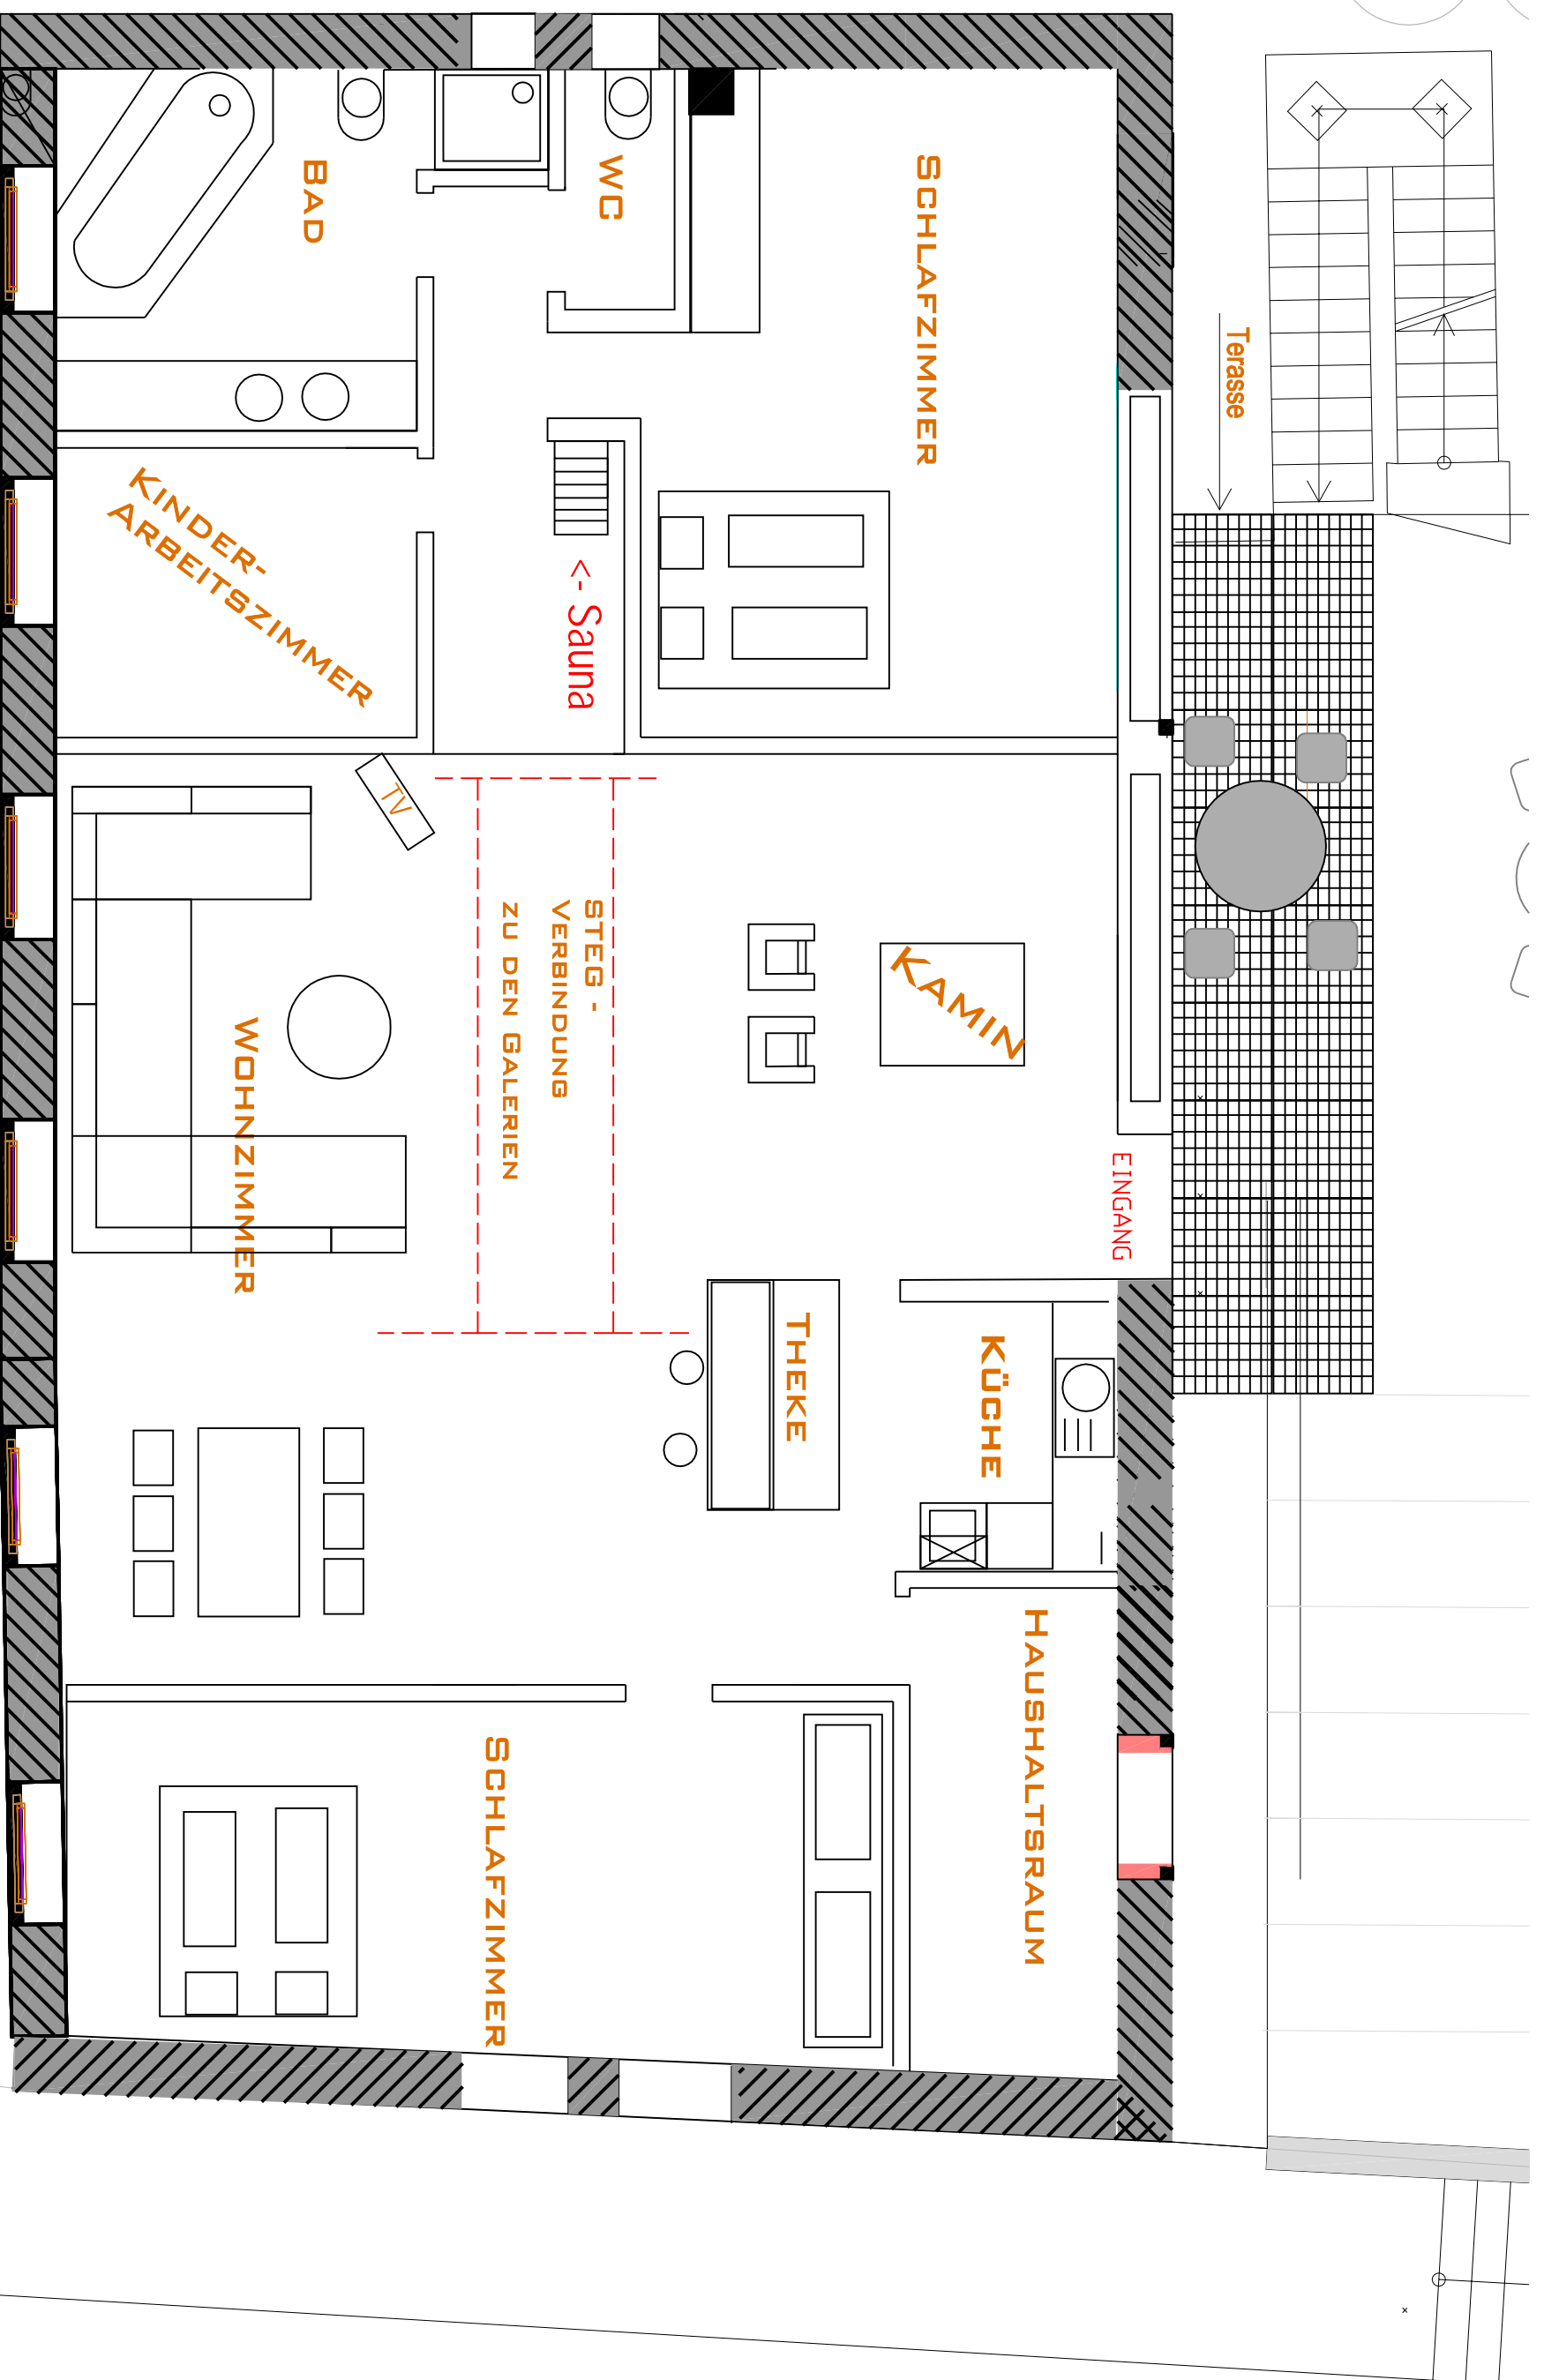 BAD
WC
SCHLAFZIMMER
Terasse
KINDER-
ARBEITSZIMMER
<- Sauna
TV
STEG -
VERBINDUNG
ZU DEN GALERIEN
KAMIN
WOHNZIMMER
EINGANG
THEKE
KÜCHE
HAUSHALTSRAUM
SCHLAFZIMMER